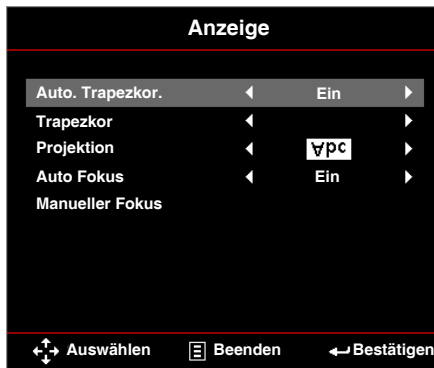 Anzeige
Auto. Trapezkor. Ein
Trapezkor
Projektion Abc
Auto Fokus Ein
Manueller Fokus
Auswählen Beenden Bestätigen